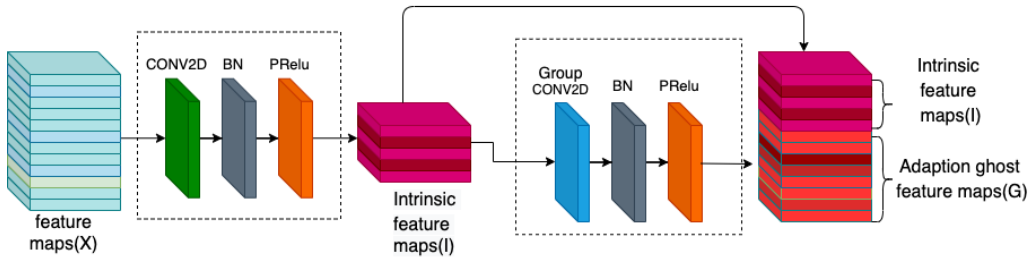 CONV2D
BN
PRelu
feature
maps(X)
Intrinsic
feature
maps(I)
Group
CONV2D
BN
PRelu
Intrinsic
feature
maps(I)
Adaption ghost
feature maps(G)